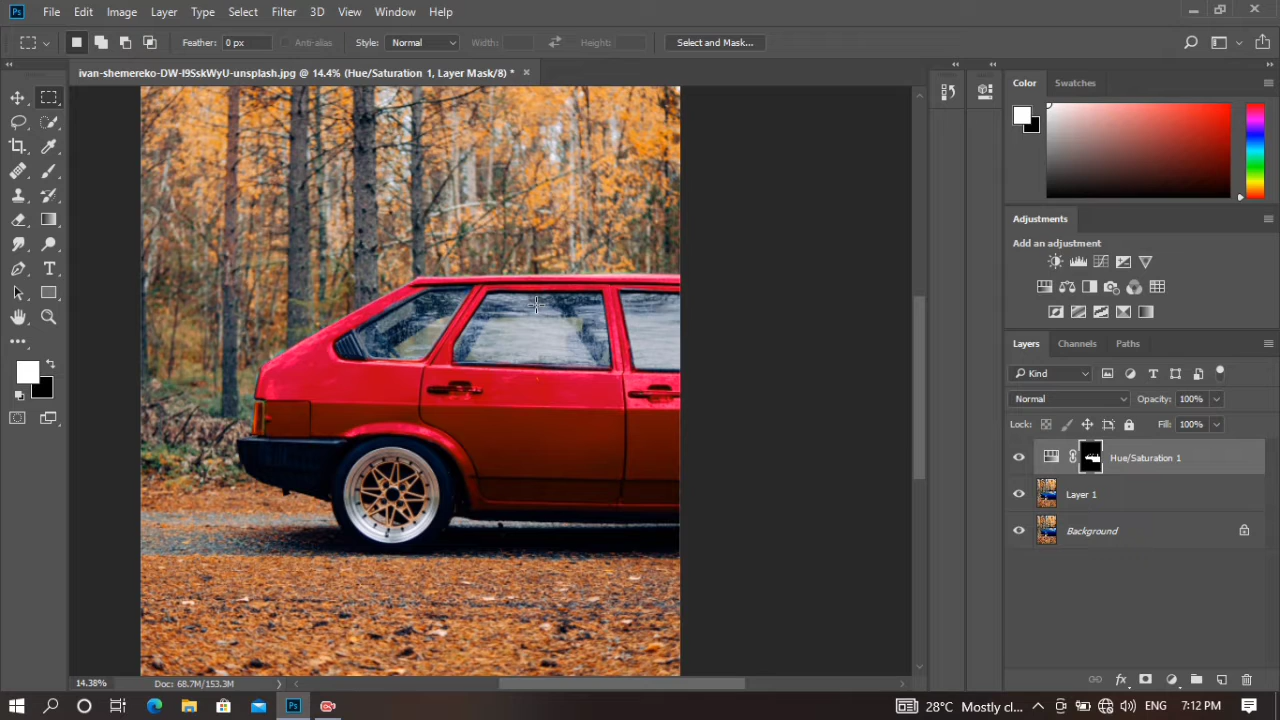 Ps File Edit Image Layer Type Select Filter 3D View Window Help
Feather: 0 px Anti-alias Style: Normal Width: Height: Select and Mask...
ivan-shemereko-DW-I9SskWyU-unsplash.jpg @ 14.4% (Hue/Saturation 1, Layer Mask/8) *
Color Swatches
Adjustments
Add an adjustment
Layers Channels Paths
Kind
Normal Opacity: 100%
Lock: Fill: 100%
Hue/Saturation 1
Layer 1
Background
14.38% Doc: 68.7M/153.3M
Ps 28°C Mostly cl... ENG 7:12 PM